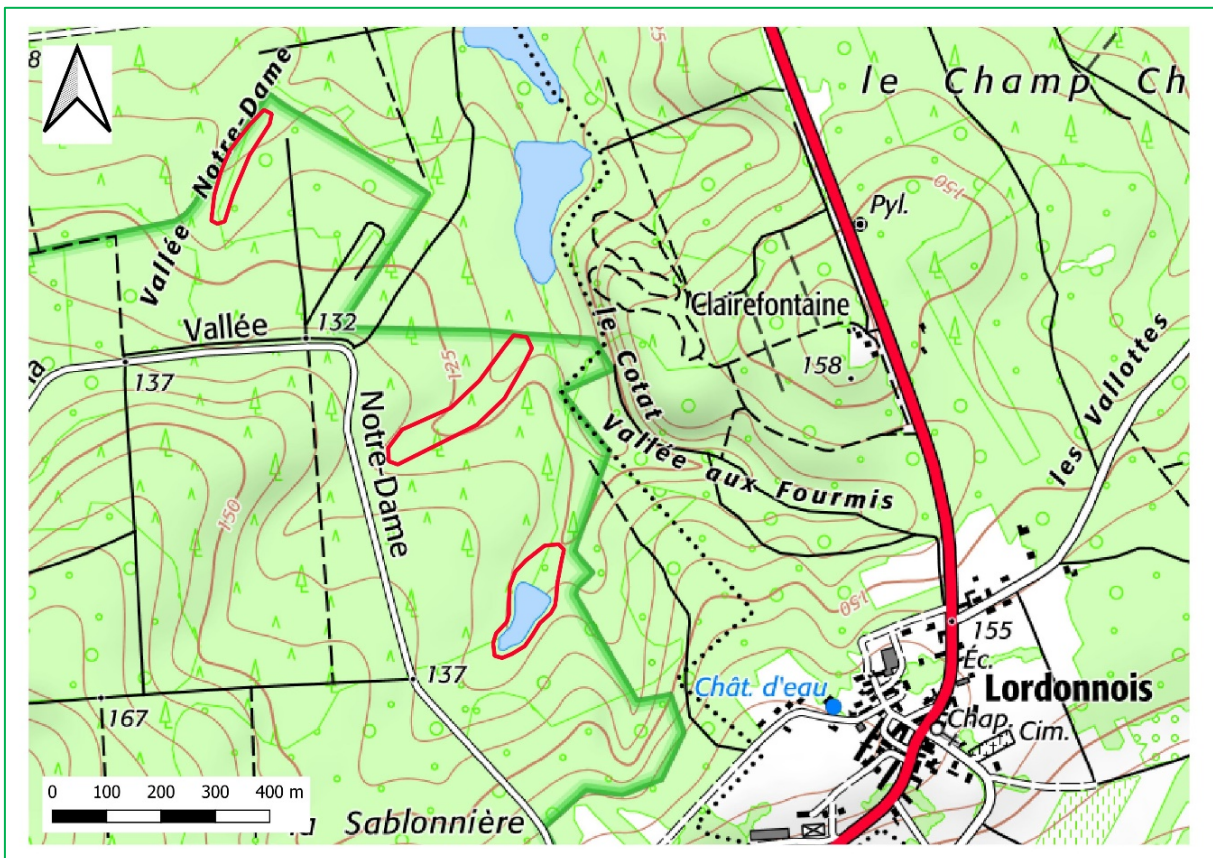 8
Vallée Notre-Dame
125
le Champ Ch
150
Pyl.
Clairefontaine
158
le Cotat
les Vallottes
Vallée
132
137
125
Notre-Dame
Vallée aux Fourmis
150
150
155
Éc.
Lordonnois
Chât. d'eau
Chap.
Cim.
137
167
0 100 200 300 400 m
la Sablonnière